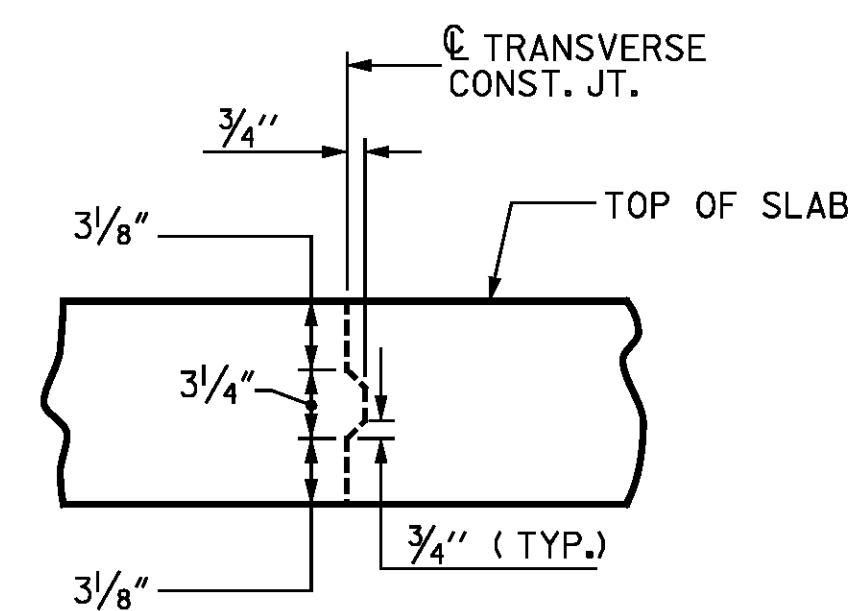 ℄ TRANSVERSE
CONST. JT.
3/4"
TOP OF SLAB
3 1/8"
3 1/4"
3/4" (TYP.)
3 1/8"